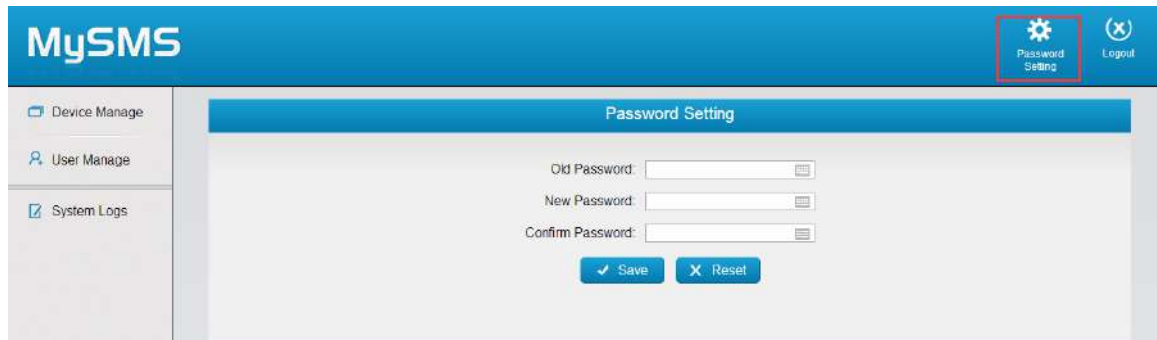 MySMS
Password
Setting
Logout
Device Manage
User Manage
System Logs
Password Setting
Old Password:
New Password:
Confirm Password:
Save
Reset